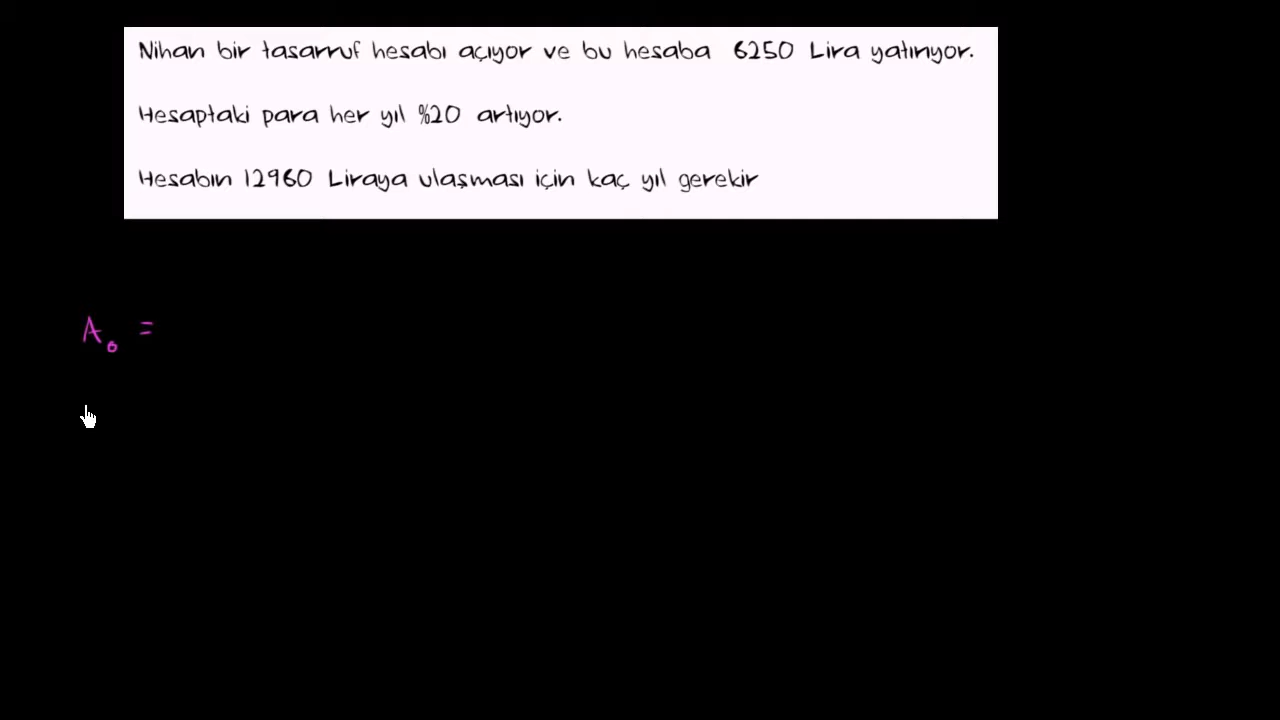 Nihan bir tasarruf hesabı açıyor ve bu hesaba 6250 Lira yatırıyor.
Hesaptaki para her yıl %20 artıyor.
Hesabın 12960 Liraya ulaşması için kaç yıl gerekir
A₀ =